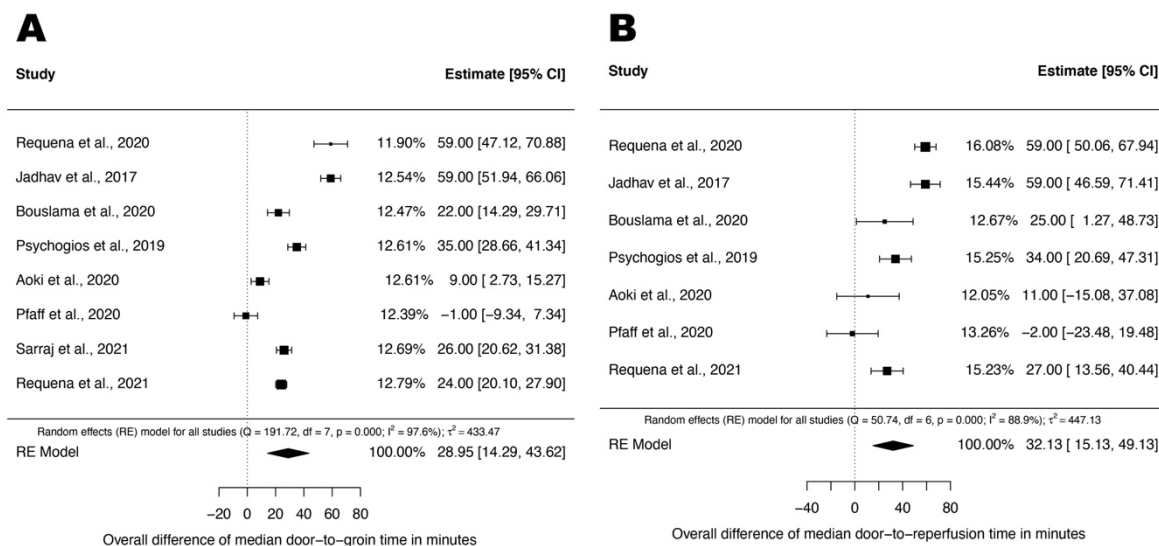 A
Study Estimate [95% CI]
Requena et al., 2020 11.90% 59.00 [47.12, 70.88]
Jadhav et al., 2017 12.54% 59.00 [51.94, 66.06]
Bouslama et al., 2020 12.47% 22.00 [14.29, 29.71]
Psychogios et al., 2019 12.61% 35.00 [28.66, 41.34]
Aoki et al., 2020 12.61% 9.00 [ 2.73, 15.27]
Pfaff et al., 2020 12.39% −1.00 [−9.34, 7.34]
Sarraj et al., 2021 12.69% 26.00 [20.62, 31.38]
Requena et al., 2021 12.79% 24.00 [20.10, 27.90]
Random effects (RE) model for all studies (Q = 191.72, df = 7, p = 0.000; I² = 97.6%); τ² = 433.47
RE Model 100.00% 28.95 [14.29, 43.62]
−20 0 20 40 60 80
Overall difference of median door−to−groin time in minutes
B
Study Estimate [95% CI]
Requena et al., 2020 16.08% 59.00 [ 50.06, 67.94]
Jadhav et al., 2017 15.44% 59.00 [ 46.59, 71.41]
Bouslama et al., 2020 12.67% 25.00 [ 1.27, 48.73]
Psychogios et al., 2019 15.25% 34.00 [ 20.69, 47.31]
Aoki et al., 2020 12.05% 11.00 [−15.08, 37.08]
Pfaff et al., 2020 13.26% −2.00 [−23.48, 19.48]
Requena et al., 2021 15.23% 27.00 [ 13.56, 40.44]
Random effects (RE) model for all studies (Q = 50.74, df = 6, p = 0.000; I² = 88.9%); τ² = 447.13
RE Model 100.00% 32.13 [ 15.13, 49.13]
−40 0 40 80
Overall difference of median door−to−reperfusion time in minutes